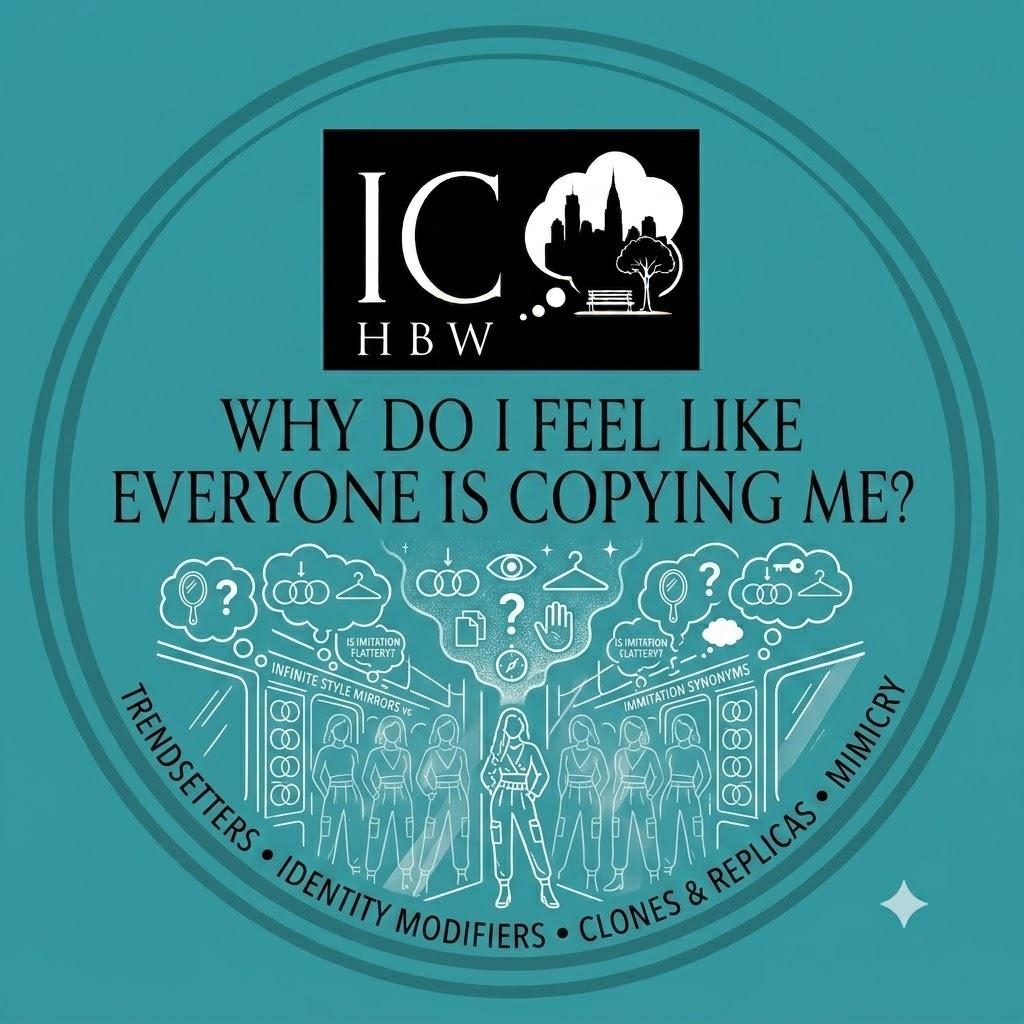 IC
HBW
WHY DO I FEEL LIKE
EVERYONE IS COPYING ME?
?
?
?
IS IMITATION
FLATTERY?
IS IMITATION
CLATTERY?
INFINITE STYLE MIRRORS
IMMITATION SYNONYMS
TRENDSETTERS • IDENTITY MODIFIERS • CLONES & REPLICAS • MIMICRY